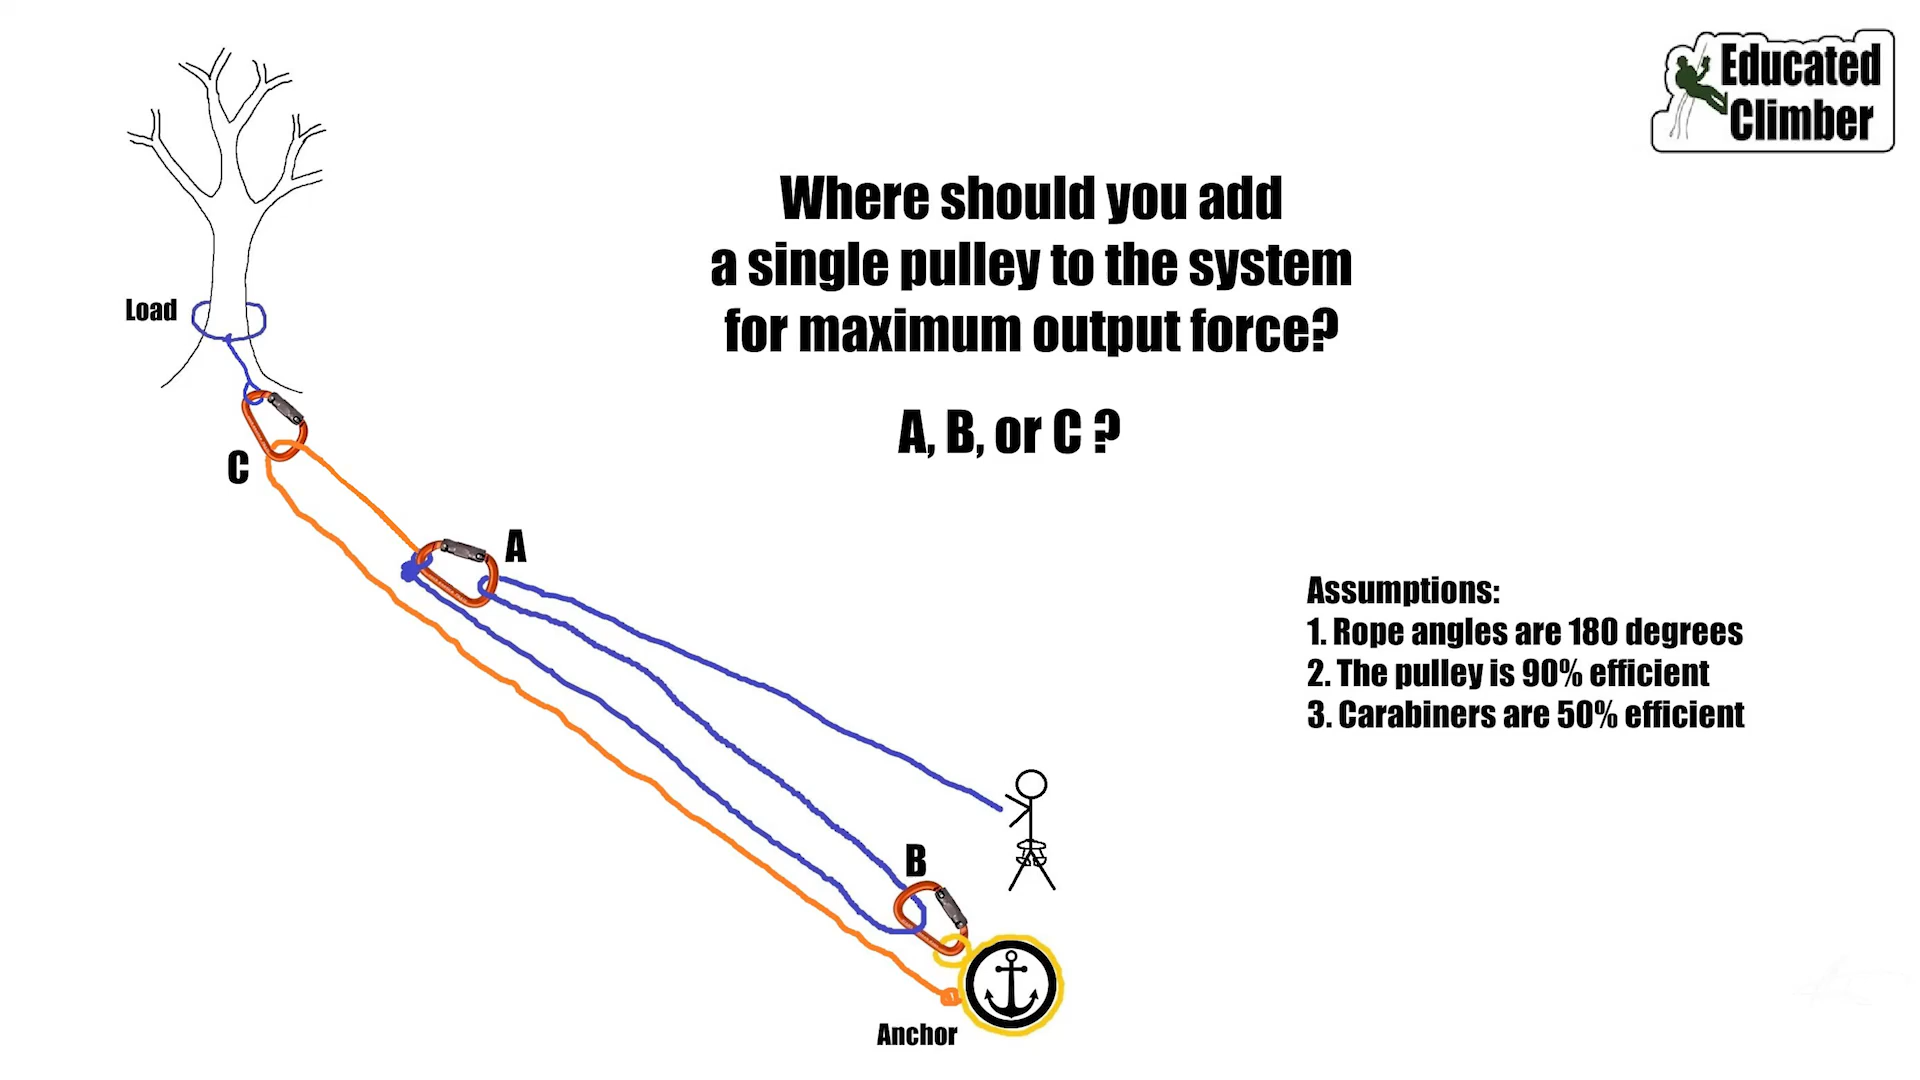 Educated
Climber
Where should you add
a single pulley to the system
for maximum output force?
A, B, or C ?
Load
C
A
Assumptions:
1. Rope angles are 180 degrees
2. The pulley is 90% efficient
3. Carabiners are 50% efficient
B
Anchor